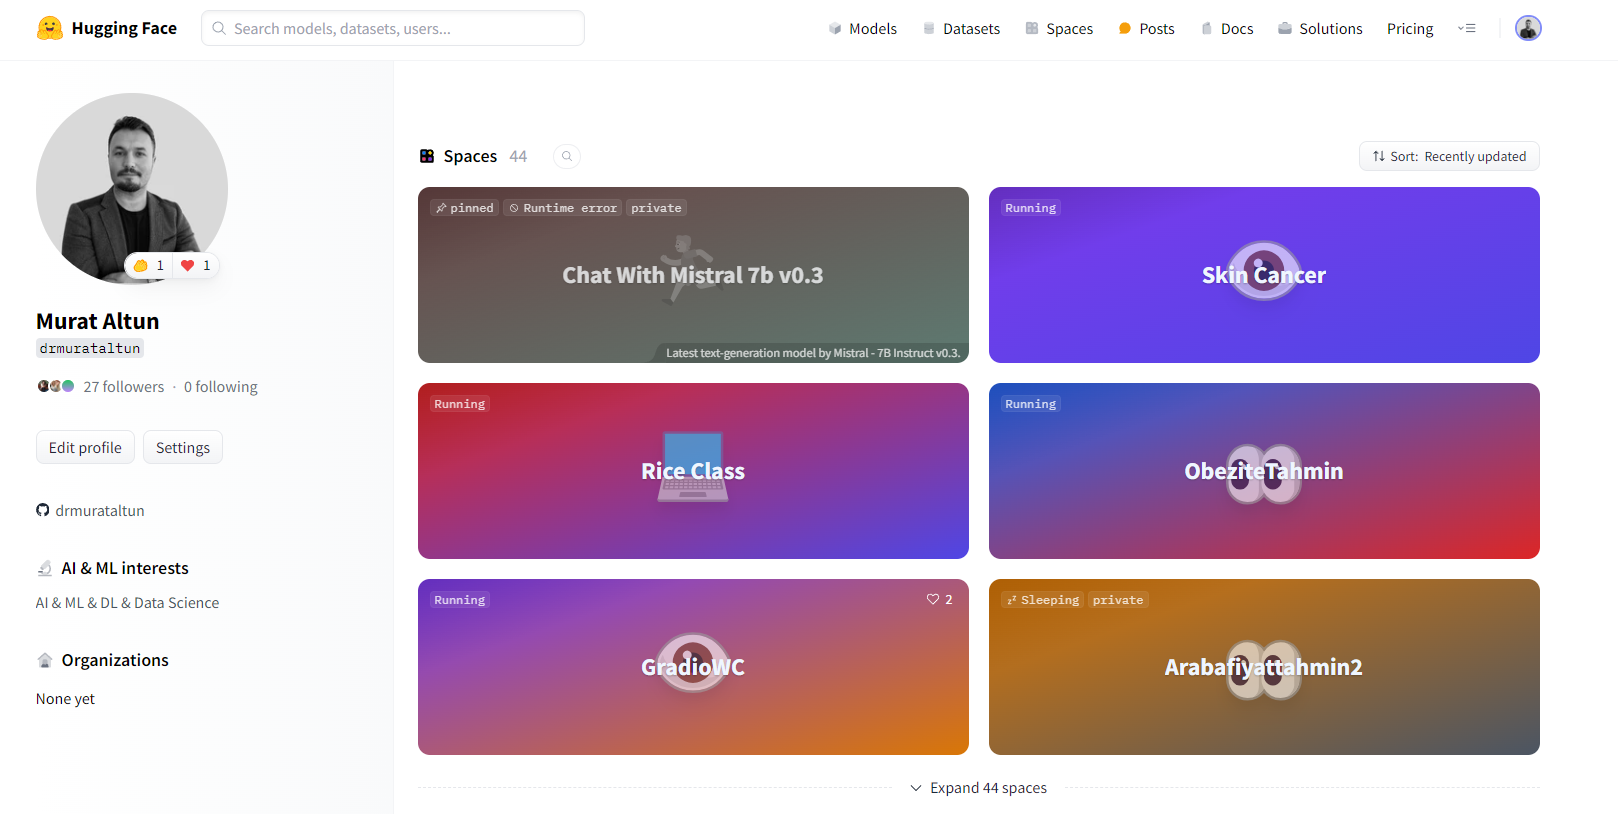 Hugging Face
Search models, datasets, users...
Models
Datasets
Spaces
Posts
Docs
Solutions
Pricing
1
1
Murat Altun
drmurataltun
27 followers · 0 following
Edit profile
Settings
drmurataltun
AI & ML interests
AI & ML & DL & Data Science
Organizations
None yet
Spaces 44
Sort: Recently updated
pinned
Runtime error
private
Chat With Mistral 7b v0.3
Latest text-generation model by Mistral - 7B Instruct v0.3.
Running
Skin Cancer
Running
Rice Class
Running
ObeziteTahmin
Running
2
GradioWC
Sleeping
private
Arabafiyattahmin2
Expand 44 spaces